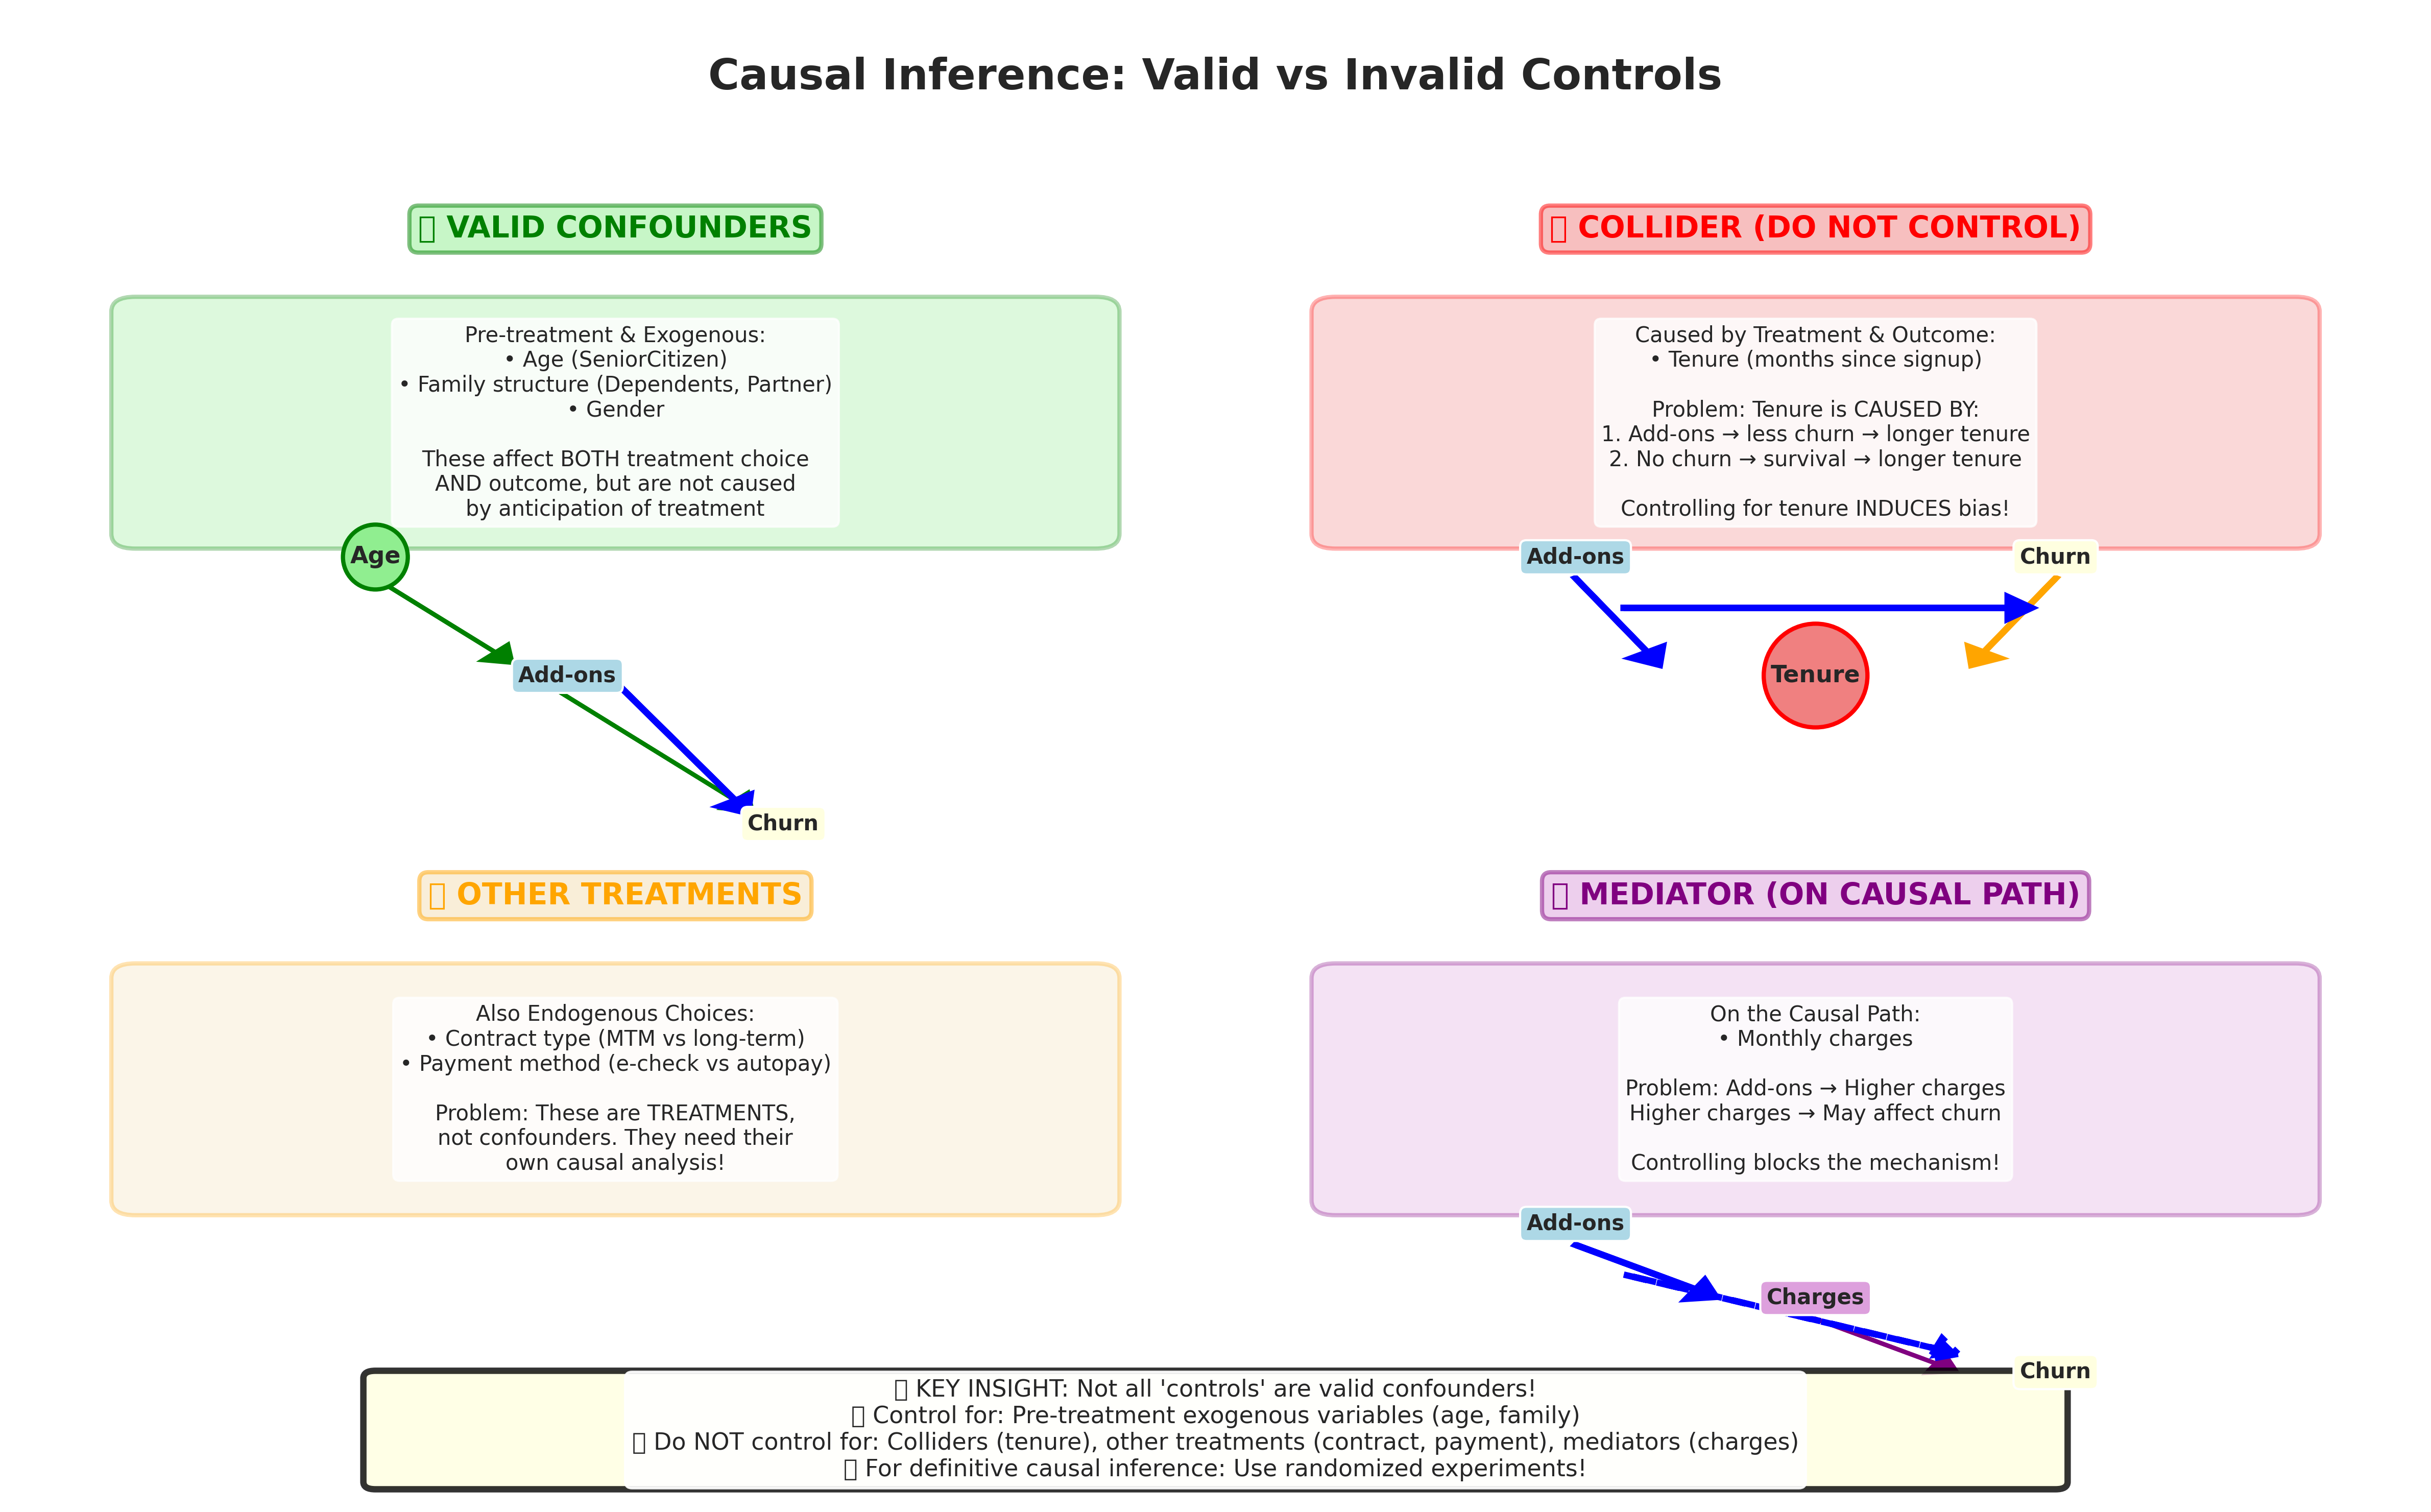 Causal Inference: Valid vs Invalid Controls
▯ VALID CONFOUNDERS
Pre-treatment & Exogenous:
• Age (SeniorCitizen)
• Family structure (Dependents, Partner)
• Gender
These affect BOTH treatment choice
AND outcome, but are not caused
by anticipation of treatment
Age
Add-ons
Churn
▯ COLLIDER (DO NOT CONTROL)
Caused by Treatment & Outcome:
• Tenure (months since signup)
Problem: Tenure is CAUSED BY:
1. Add-ons → less churn → longer tenure
2. No churn → survival → longer tenure
Controlling for tenure INDUCES bias!
Add-ons
Churn
Tenure
▯ OTHER TREATMENTS
Also Endogenous Choices:
• Contract type (MTM vs long-term)
• Payment method (e-check vs autopay)
Problem: These are TREATMENTS,
not confounders. They need their
own causal analysis!
▯ MEDIATOR (ON CAUSAL PATH)
On the Causal Path:
• Monthly charges
Problem: Add-ons → Higher charges
Higher charges → May affect churn
Controlling blocks the mechanism!
Add-ons
Charges
Churn
▯ KEY INSIGHT: Not all 'controls' are valid confounders!
▯ Control for: Pre-treatment exogenous variables (age, family)
▯ Do NOT control for: Colliders (tenure), other treatments (contract, payment), mediators (charges)
▯ For definitive causal inference: Use randomized experiments!